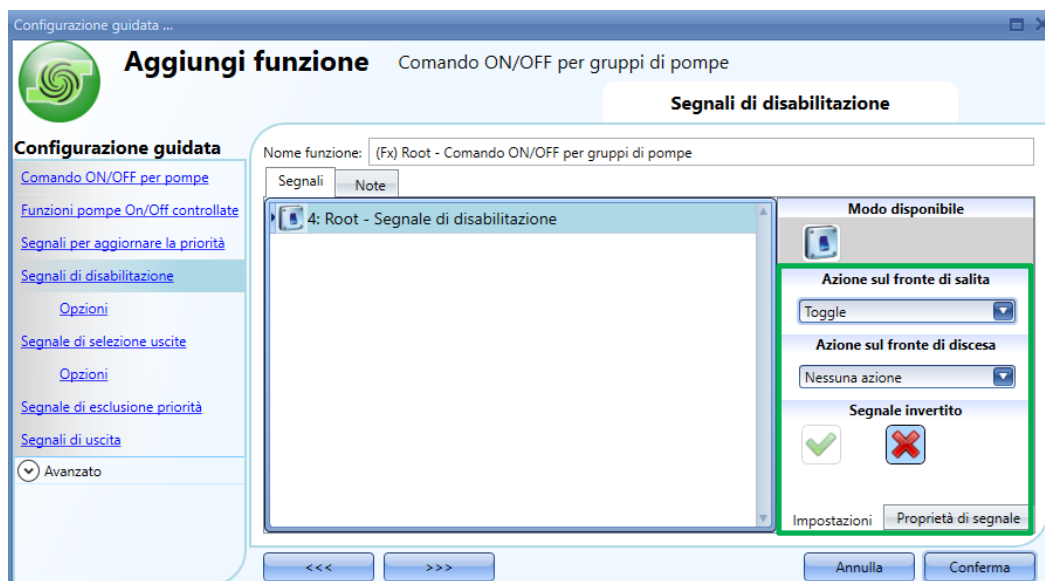 Configurazione guidata ...
Aggiungi funzione Comando ON/OFF per gruppi di pompe
Segnali di disabilitazione
Configurazione guidata
Comando ON/OFF per pompe
Funzioni pompe On/Off controllate
Segnali per aggiornare la priorità
Segnali di disabilitazione
Opzioni
Segnale di selezione uscite
Opzioni
Segnale di esclusione priorità
Segnali di uscita
Avanzato
Nome funzione: (Fx) Root - Comando ON/OFF per gruppi di pompe
Segnali Note
4: Root - Segnale di disabilitazione
Modo disponibile
Azione sul fronte di salita
Toggle
Azione sul fronte di discesa
Nessuna azione
Segnale invertito
Impostazioni Proprietà di segnale
<<< >>> Annulla Conferma